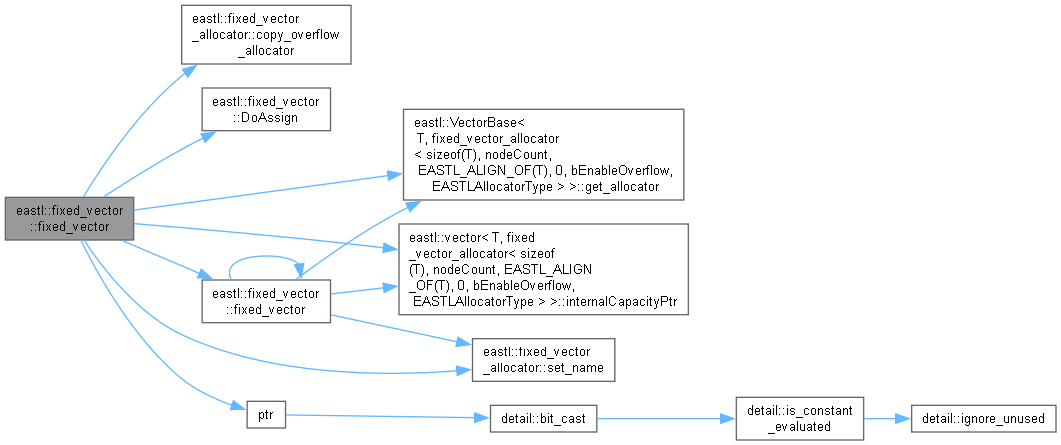 eastl::fixed_vector
_allocator::copy_overflow
_allocator
eastl::fixed_vector
::DoAssign
eastl::VectorBase<
T, fixed_vector_allocator
< sizeof(T), nodeCount,
EASTL_ALIGN_OF(T), 0, bEnableOverflow,
EASTLAllocatorType > >::get_allocator
eastl::fixed_vector
::fixed_vector
eastl::vector< T, fixed
_vector_allocator< sizeof
(T), nodeCount, EASTL_ALIGN
_OF(T), 0, bEnableOverflow,
EASTLAllocatorType > >::internalCapacityPtr
eastl::fixed_vector
::fixed_vector
eastl::fixed_vector
_allocator::set_name
ptr
detail::bit_cast
detail::is_constant
_evaluated
detail::ignore_unused